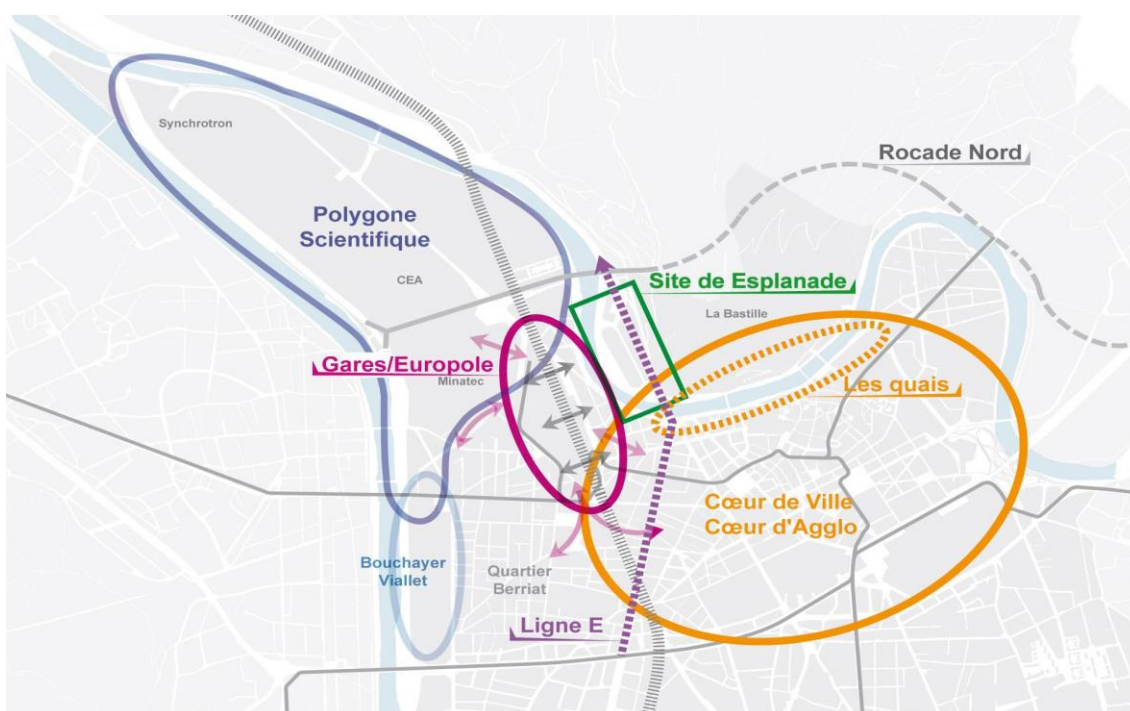 Synchrotron
Rocade Nord
Polygone
Scientifique
CEA
Site de Esplanade
La Bastille
Gares/Europole
Minatec
Les quais
Cœur de Ville
Cœur d'Agglo
Bouchayer
Viallet
Quartier
Berriat
Ligne E